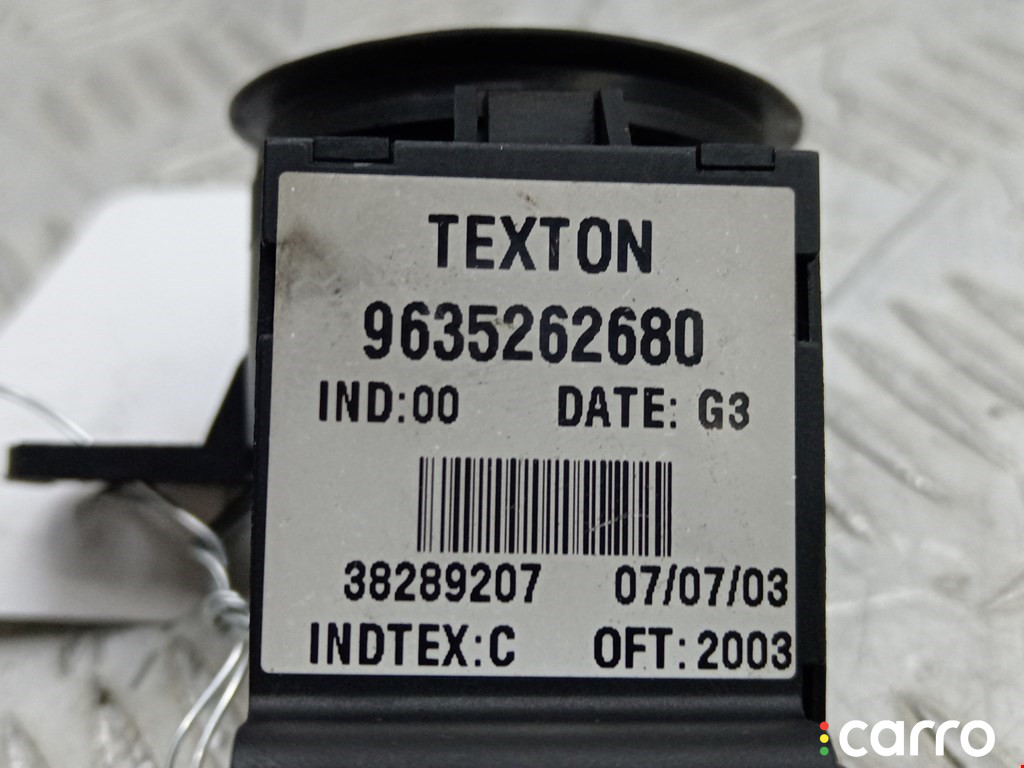 TEXTON
9635262680
IND:00 DATE: G3
38289207 07/07/03
INDTEX:C OFT: 2003
carro